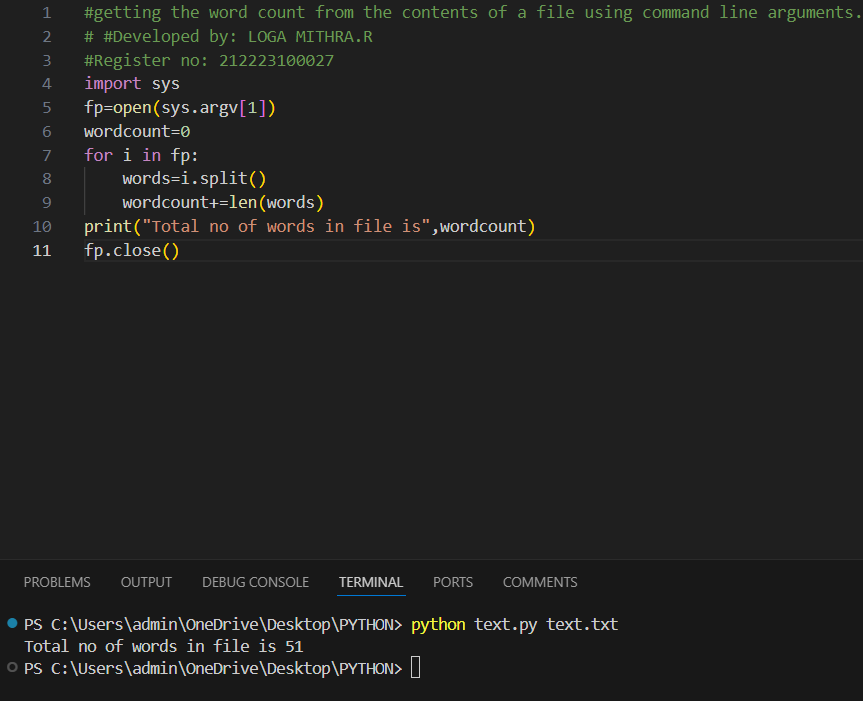 1 #getting the word count from the contents of a file using command line arguments.
2 # #Developed by: LOGA MITHRA.R
3 #Register no: 212223100027
4 import sys
5 fp=open(sys.argv[1])
6 wordcount=0
7 for i in fp:
8     words=i.split()
9     wordcount+=len(words)
10 print("Total no of words in file is",wordcount)
11 fp.close()
PROBLEMS OUTPUT DEBUG CONSOLE TERMINAL PORTS COMMENTS
PS C:\Users\admin\OneDrive\Desktop\PYTHON> python text.py text.txt
Total no of words in file is 51
PS C:\Users\admin\OneDrive\Desktop\PYTHON>